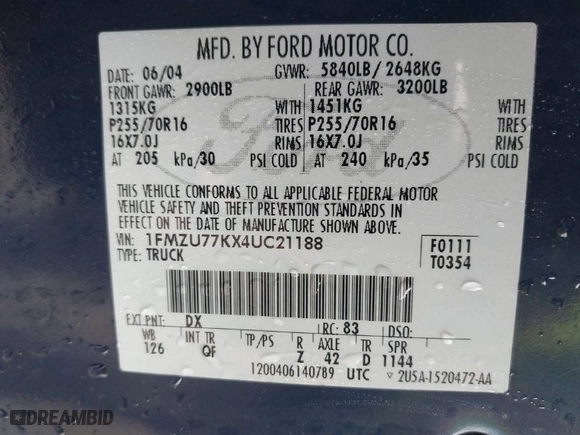 MFD. BY FORD MOTOR CO.
DATE: 06/04 GVWR: 5840LB/ 2648KG
FRONT GAWR: 2900LB REAR GAWR: 3200LB
1315KG WITH 1451KG WITH
P255/70R16 TIRES P255/70R16 TIRES
16X7.0J RIMS 16X7.0J RIMS
AT 205 kPa/30 PSI COLD AT 240 kPa/35 PSI COLD
Ford
THIS VEHICLE CONFORMS TO ALL APPLICABLE FEDERAL MOTOR
VEHICLE SAFETY AND THEFT PREVENTION STANDARDS IN
EFFECT ON THE DATE OF MANUFACTURE SHOWN ABOVE.
VIN: 1FMZU77KX4UC21188 F0111
TYPE: TRUCK T0354
EXT PNT: DX RC: 83 DSO:
WB INT TR TP/PS R AXLE TR SPR
126 QF Z 42 D 1144
1200406140789 UTC ▽ 2U5A-1520472-AA
DREAMBID